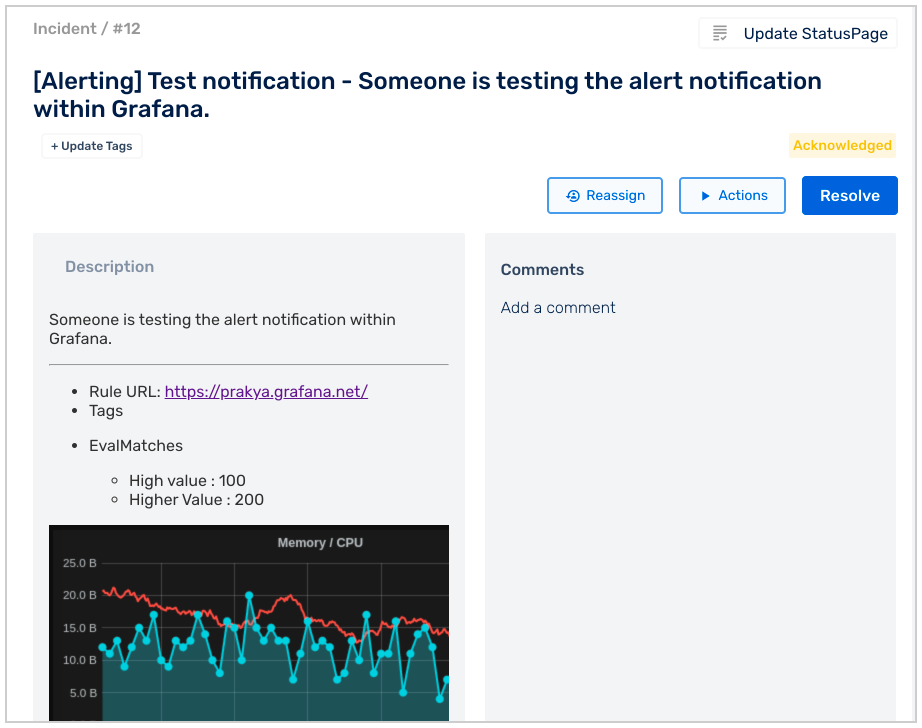 Incident / #12
Update StatusPage
[Alerting] Test notification - Someone is testing the alert notification
within Grafana.
+ Update Tags
Acknowledged
Reassign
Actions
Resolve
Description
Someone is testing the alert notification within
Grafana.
Rule URL: https://prakya.grafana.net/
Tags
EvalMatches
High value : 100
Higher Value : 200
Memory / CPU
25.0 B
20.0 B
15.0 B
10.0 B
5.0 B
Comments
Add a comment